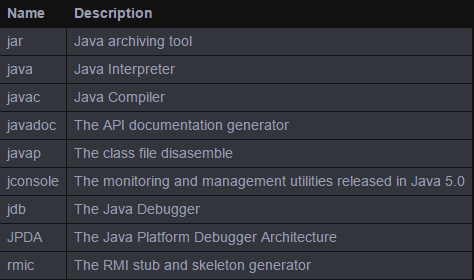 Name Description
jar Java archiving tool
java Java Interpreter
javac Java Compiler
javadoc The API documentation generator
javap The class file disasemble
jconsole The monitoring and management utilities released in Java 5.0
jdb The Java Debugger
JPDA The Java Platform Debugger Architecture
rmic The RMI stub and skeleton generator